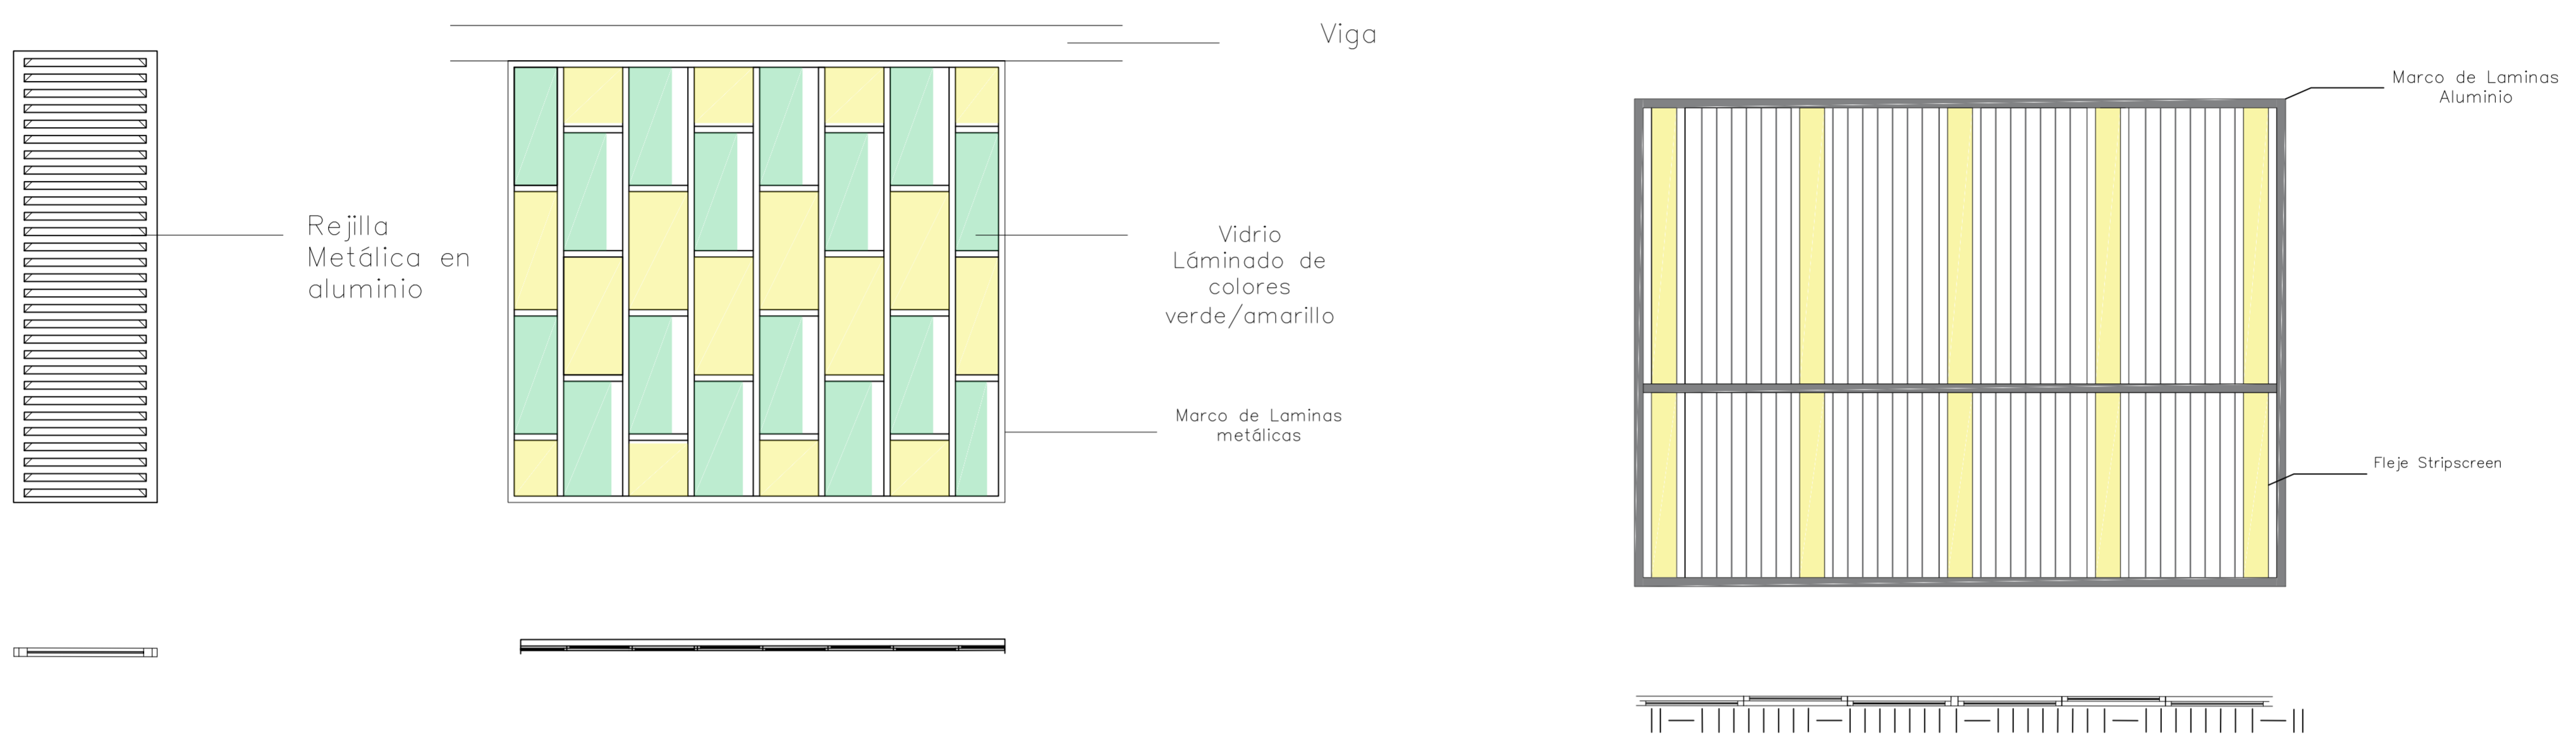 Viga
Marco de Laminas
Aluminio
Rejilla
Metálica en
aluminio
Vidrio
Láminado de
colores
verde/amarillo
Marco de Laminas
metálicas
Fleje Stripscreen